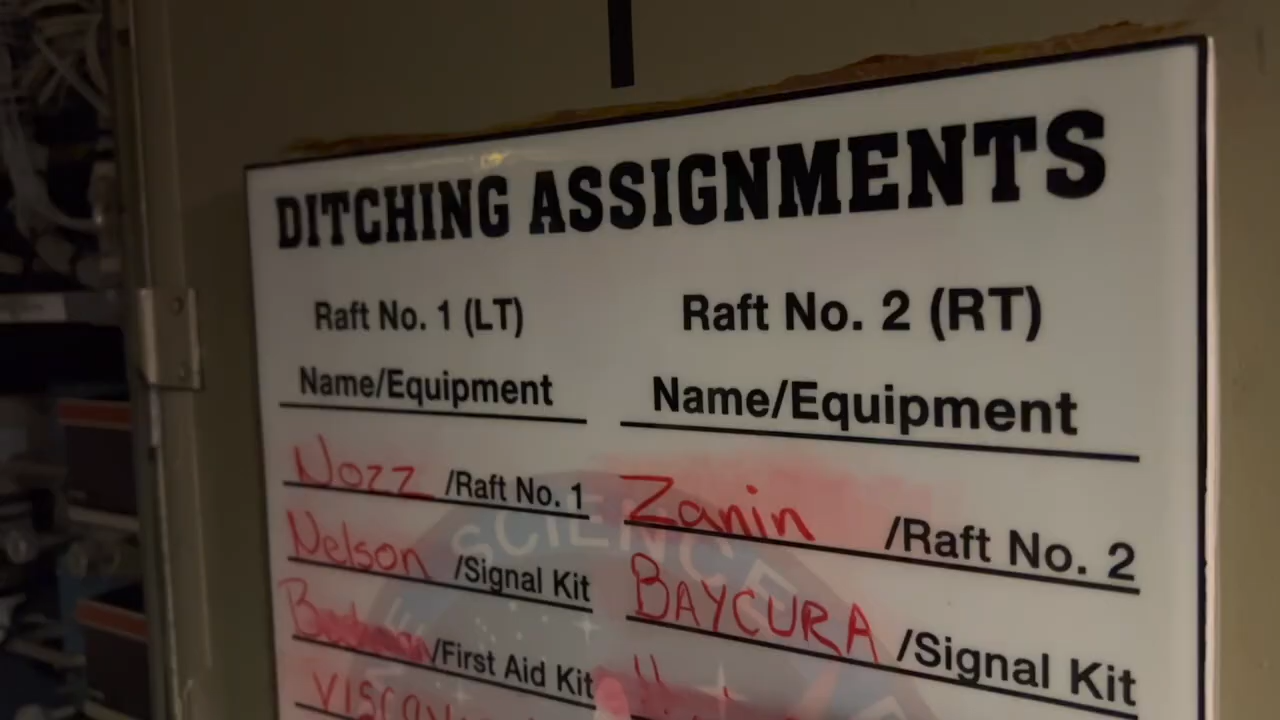 DITCHING ASSIGNMENTS
Raft No. 1 (LT)
Raft No. 2 (RT)
Name/Equipment
Name/Equipment
Nozz /Raft No. 1
Zanin /Raft No. 2
Nelson /Signal Kit
BAYCURA /Signal Kit
/First Aid Kit
SCIENCE